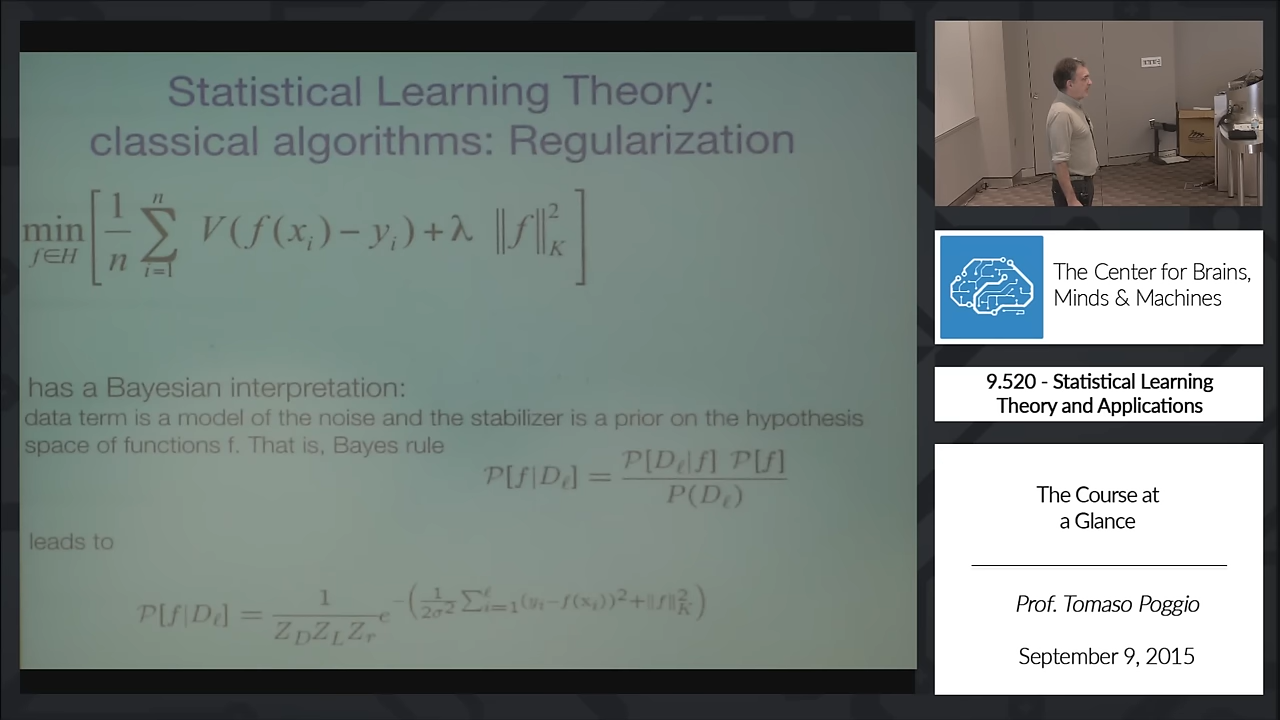 Statistical Learning Theory:
classical algorithms: Regularization
min f∈H [ 1/n ∑ i=1 n V(f(x_i) − y_i) + λ ‖f‖²_K ]
has a Bayesian interpretation:
data term is a model of the noise and the stabilizer is a prior on the hypothesis
space of functions f. That is, Bayes rule
P[f|D_ℓ] = P[D_ℓ|f] P[f] / P(D_ℓ)
leads to
P[f|D_ℓ] = 1 / Z_D Z_L Z_r e^−(1/2σ² ∑ i=1 ℓ (y_i−f(x_i))²+‖f‖²_K)
The Center for Brains,
Minds & Machines
9.520 - Statistical Learning
Theory and Applications
The Course at
a Glance
Prof. Tomaso Poggio
September 9, 2015